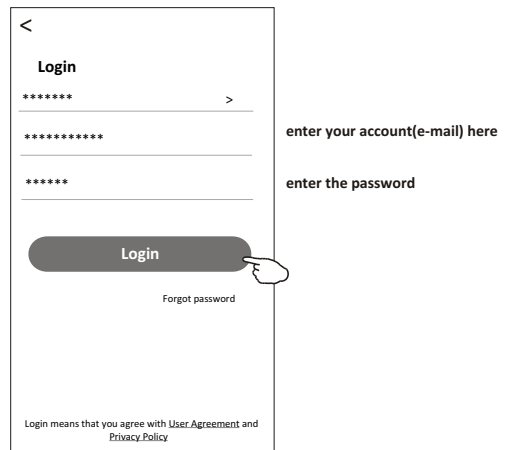 <
Login
******* >
***********
enter your account(e-mail) here
******
enter the password
Login
Forgot password
Login means that you agree with User Agreement and
Privacy Policy